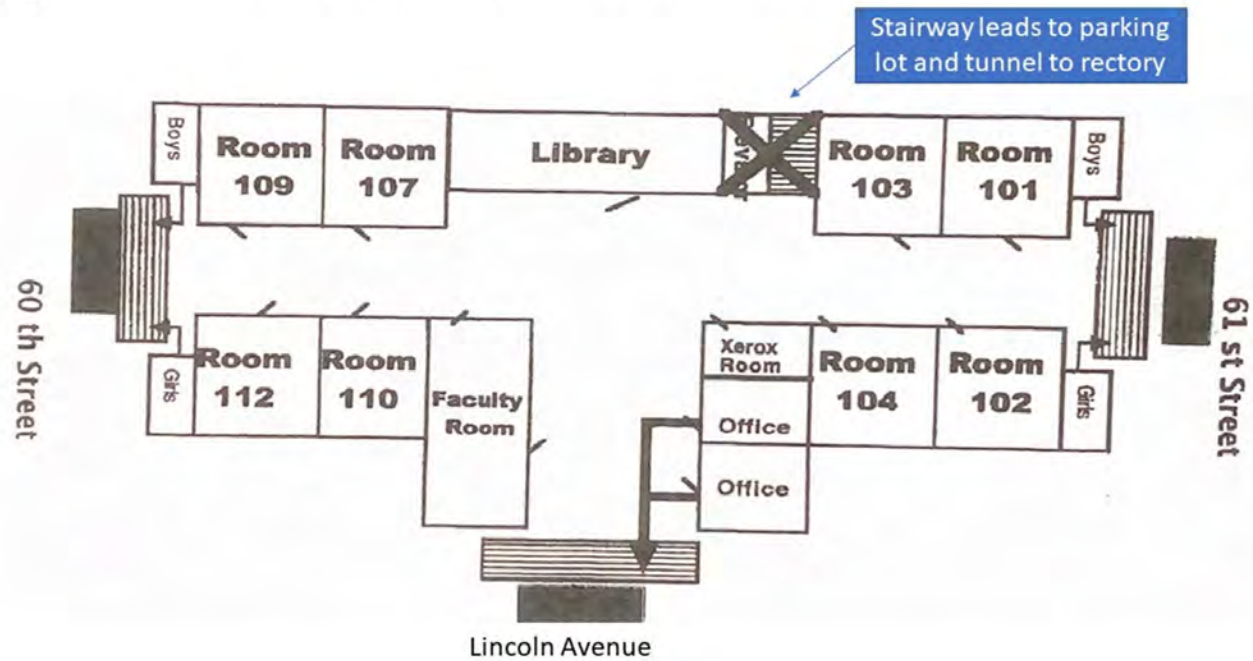 Stairway leads to parking
lot and tunnel to rectory
Boys
Room
109
Room
107
Library
Room
103
Room
101
Boys
60 th Street
61 st Street
Girls
Room
112
Room
110
Faculty
Room
Xerox
Room
Office
Office
Room
104
Room
102
Girls
Lincoln Avenue